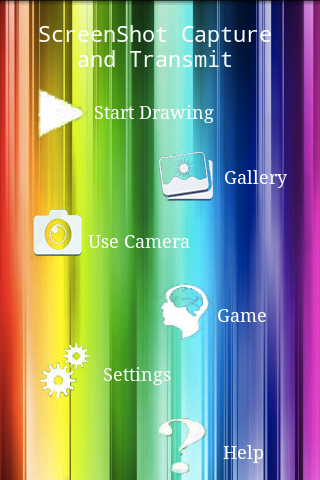 ScreenShot Capture
and Transmit
Start Drawing
Gallery
Use Camera
Game
Settings
Help